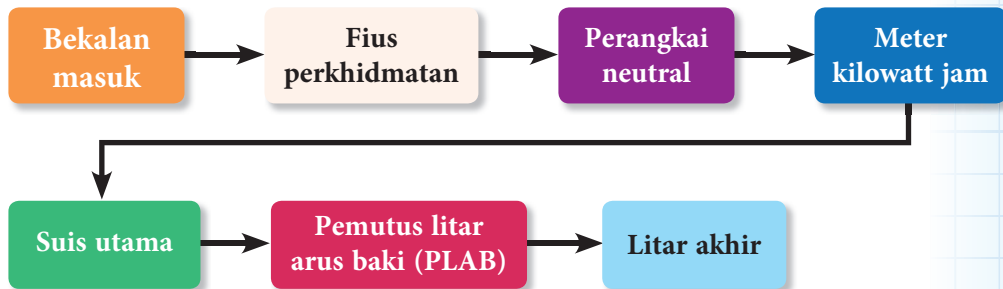 Bekalan
masuk
Fius
perkhidmatan
Perangkai
neutral
Meter
kilowatt jam
Suis utama
Pemutus litar
arus baki (PLAB)
Litar akhir